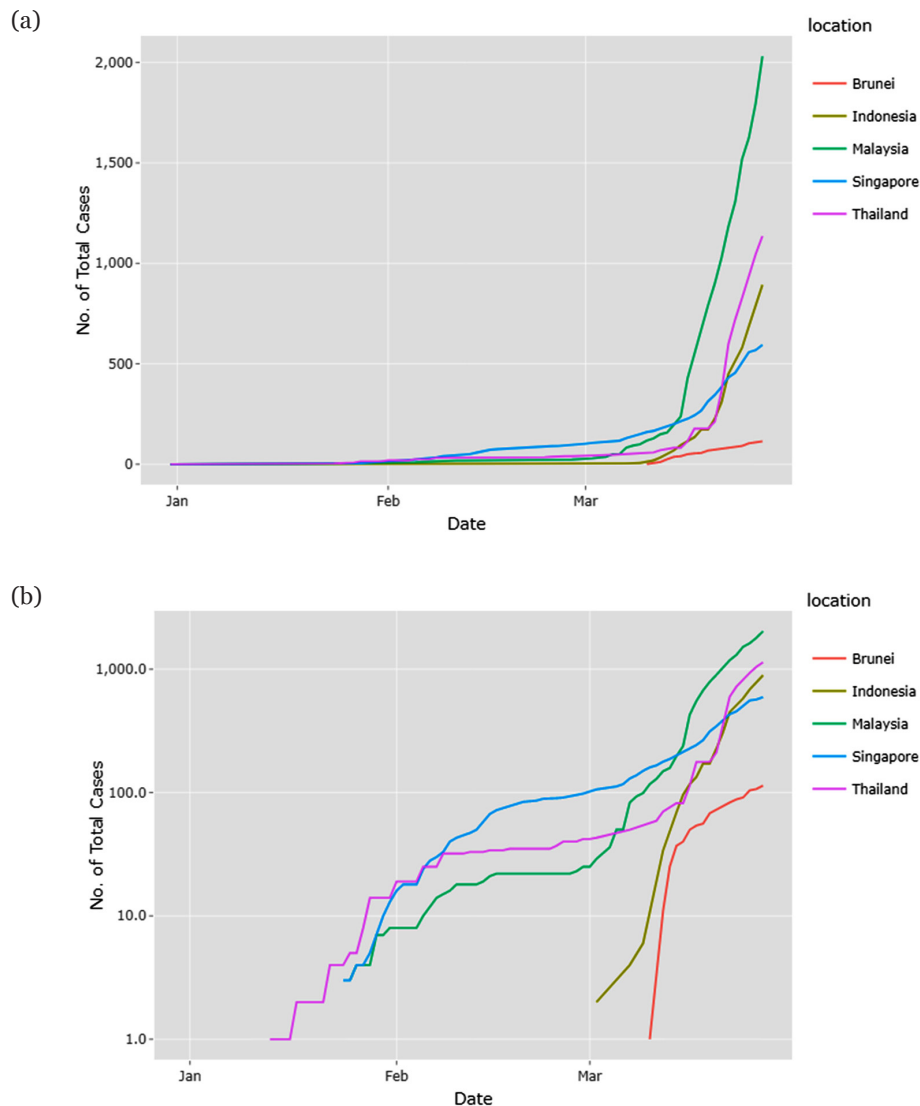 (a)
location
Brunei
Indonesia
Malaysia
Singapore
Thailand
No. of Total Cases
2,000
1,500
1,000
500
0
Jan Feb Mar
Date
(b)
location
Brunei
Indonesia
Malaysia
Singapore
Thailand
No. of Total Cases
1,000.0
100.0
10.0
1.0
Jan Feb Mar
Date